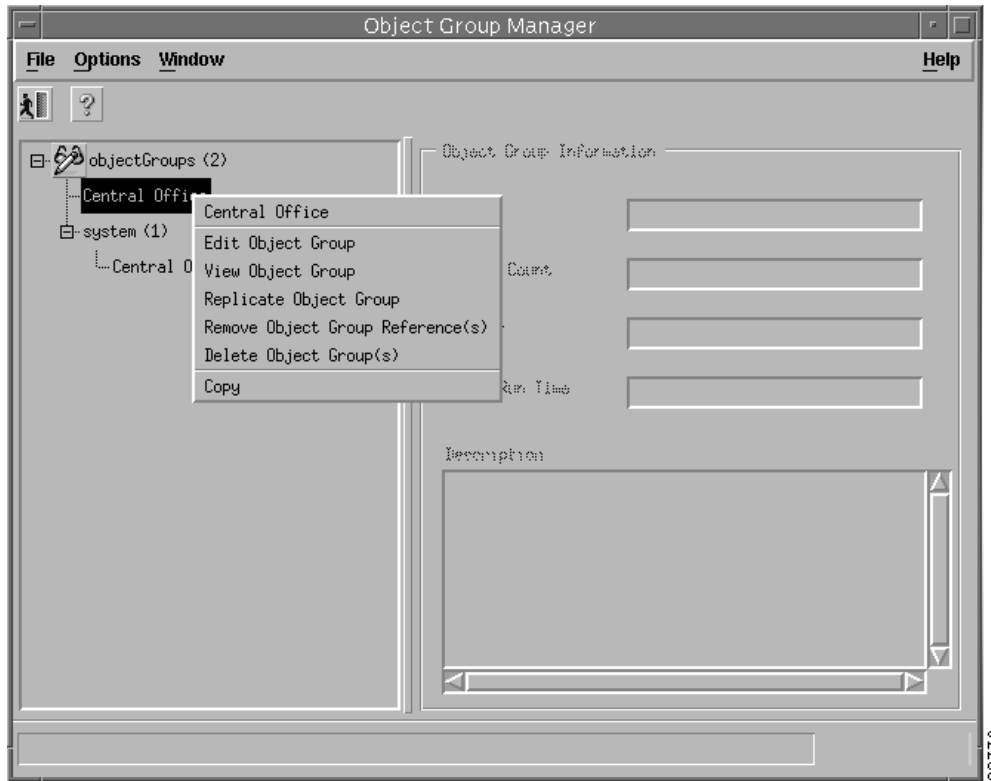 Object Group Manager
File Options Window Help
?
objectGroups (2)
Central Offi
system (1)
Central O
Central Office
Edit Object Group
View Object Group
Replicate Object Group
Remove Object Group Reference(s)
Delete Object Group(s)
Copy
Object Group Information
Count
Run Time
Description